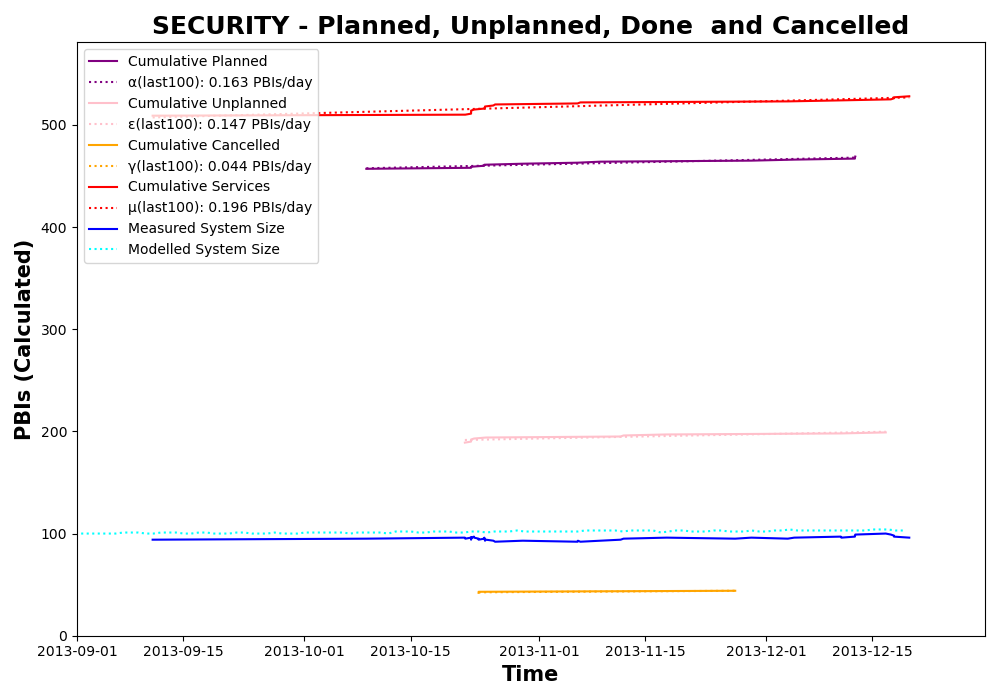 SECURITY - Planned, Unplanned, Done  and Cancelled
Cumulative Planned
α(last100): 0.163 PBIs/day
Cumulative Unplanned
ε(last100): 0.147 PBIs/day
Cumulative Cancelled
γ(last100): 0.044 PBIs/day
Cumulative Services
μ(last100): 0.196 PBIs/day
Measured System Size
Modelled System Size
PBIs (Calculated)
500
400
300
200
100
0
2013-09-01 2013-09-15 2013-10-01 2013-10-15 2013-11-01 2013-11-15 2013-12-01 2013-12-15
Time